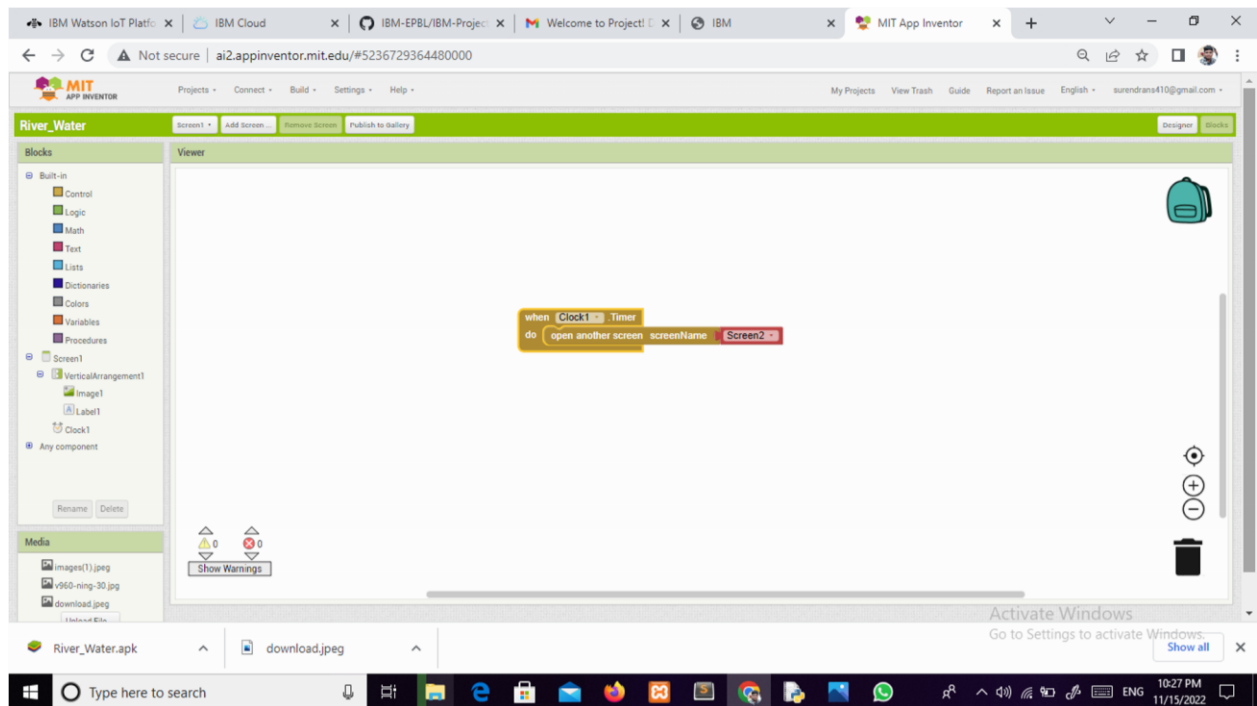 IBM Watson IoT Platfo
IBM Cloud
IBM-EPBL/IBM-Project
Welcome to Project!
IBM
MIT App Inventor
Not secure | ai2.appinventor.mit.edu/#5236729364480000
MIT
APP INVENTOR
Projects
Connect
Build
Settings
Help
My Projects
View Trash
Guide
Report an Issue
English
surendrans410@gmail.com
River_Water
Screen1
Add Screen ...
Remove Screen
Publish to Gallery
Designer
Blocks
Blocks
Viewer
Built-in
Control
Logic
Math
Text
Lists
Dictionaries
Colors
Variables
Procedures
Screen1
VerticalArrangement1
Image1
A Label1
Clock1
Any component
Rename
Delete
when Clock1 .Timer
do open another screen screenName Screen2
0
0
Show Warnings
Media
images(1).jpeg
v960-ning-30.jpg
download.jpeg
Upload File
Activate Windows
Go to Settings to activate Windows.
River_Water.apk
download.jpeg
Show all
Type here to search
ENG
10:27 PM
11/15/2022